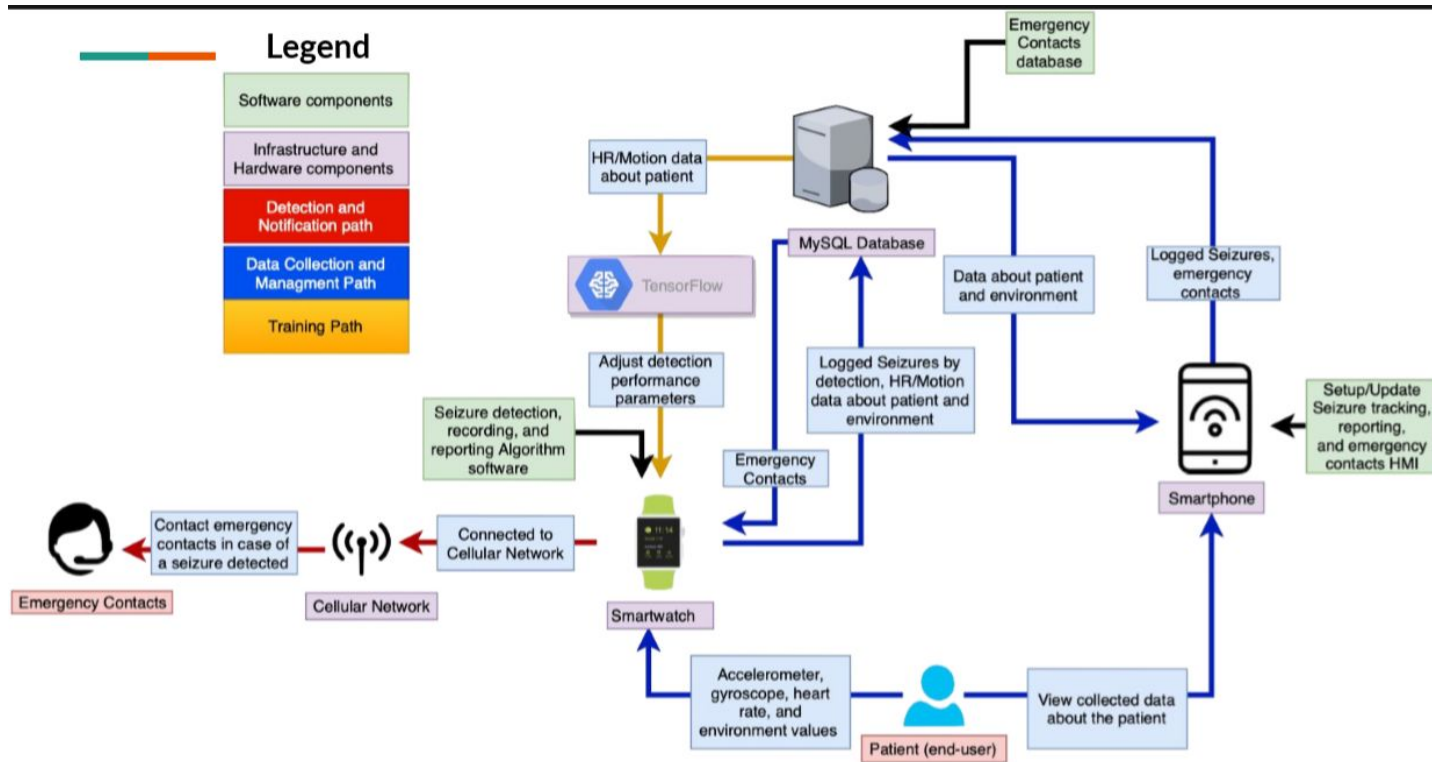 Legend
Software components
Infrastructure and
Hardware components
Detection and
Notification path
Data Collection and
Managment Path
Training Path
Emergency
Contacts
database
HR/Motion data
about patient
MySQL Database
TensorFlow
Data about patient
and environment
Logged Seizures,
emergency
contacts
Adjust detection
performance
parameters
Logged Seizures by
detection, HR/Motion
data about patient and
environment
Seizure detection,
recording, and
reporting Algorithm
software
Emergency
Contacts
Setup/Update
Seizure tracking,
reporting,
and emergency
contacts HMI
Smartphone
Contact emergency
contacts in case of
a seizure detected
Connected to
Cellular Network
11:14
Emergency Contacts
Cellular Network
Smartwatch
Accelerometer,
gyroscope, heart
rate, and
environment values
View collected data
about the patient
Patient (end-user)